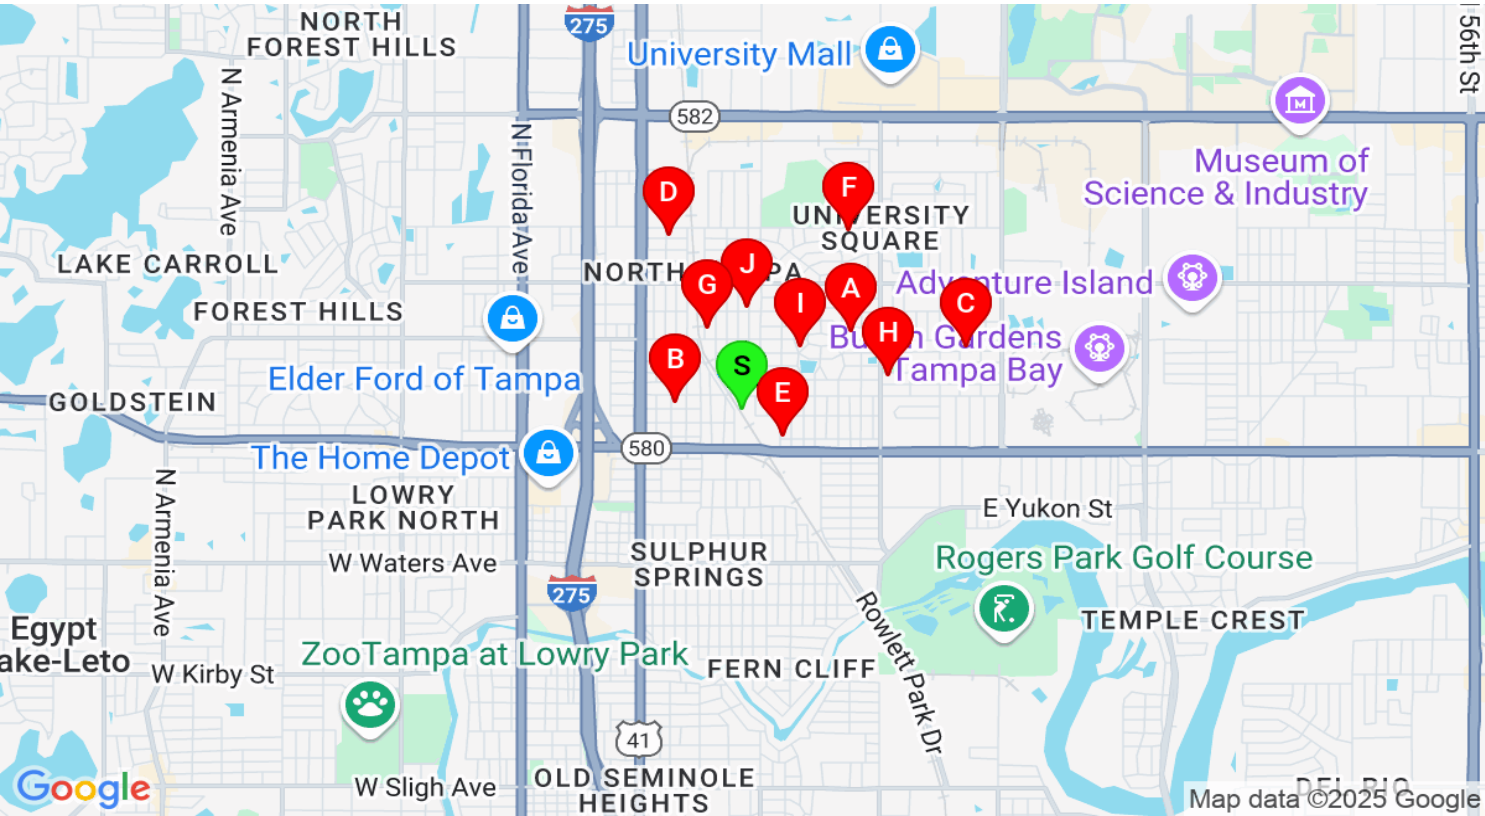 NORTH
FOREST HILLS
275
University Mall
N 56th St
582
N Armenia Ave
N Florida Ave
Museum of
Science & Industry
D
F
UNIVERSITY
SQUARE
LAKE CARROLL
NORTH
PA
J
G
A
Adventure Island
I
C
FOREST HILLS
H
Gardens
Tampa Bay
B
S
E
Elder Ford of Tampa
GOLDSTEIN
580
The Home Depot
N Armenia Ave
LOWRY
PARK NORTH
E Yukon St
W Waters Ave
SULPHUR
SPRINGS
Rogers Park Golf Course
275
Rowlett Park Dr
TEMPLE CREST
Egypt
ake-Leto
ZooTampa at Lowry Park
W Kirby St
FERN CLIFF
41
Google
W Sligh Ave
OLD SEMINOLE
HEIGHTS
DEL RIO
Map data ©2025 Google